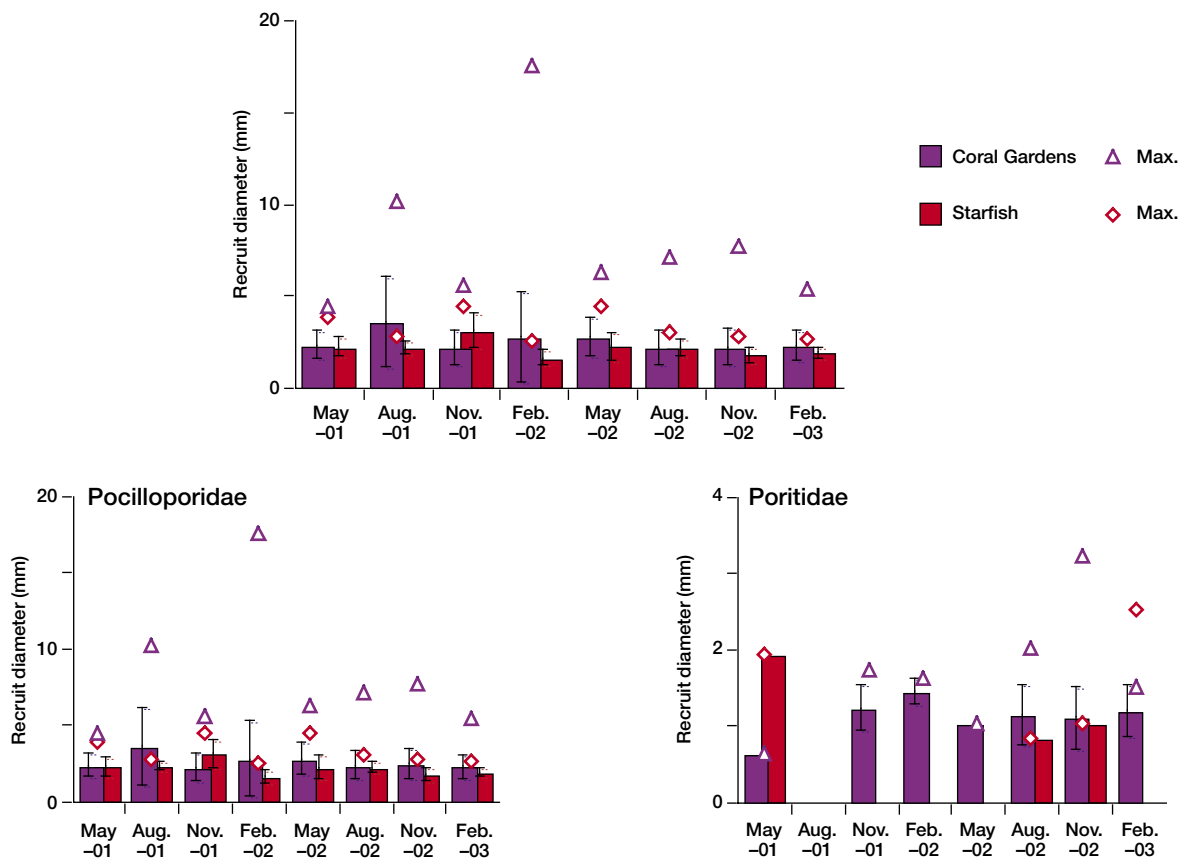 20
10
0
Recruit diameter (mm)
May Aug. Nov. Feb. May Aug. Nov. Feb.
–01 –01 –01 –02 –02 –02 –02 –03
Coral Gardens Max.
Starfish Max.
Pocilloporidae
20
10
0
Recruit diameter (mm)
May Aug. Nov. Feb. May Aug. Nov. Feb.
–01 –01 –01 –02 –02 –02 –02 –03
Poritidae
4
2
0
Recruit diameter (mm)
May Aug. Nov. Feb. May Aug. Nov. Feb.
–01 –01 –01 –02 –02 –02 –02 –03